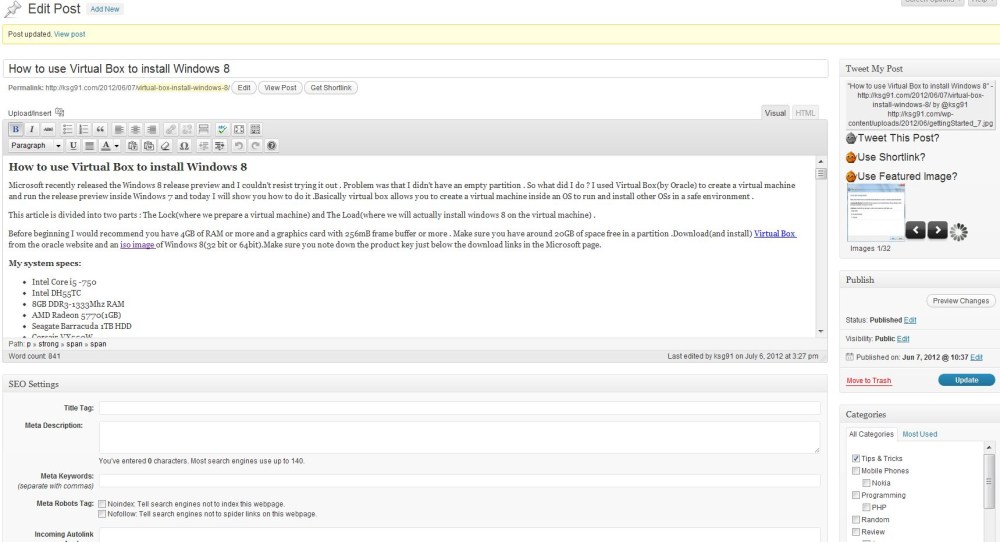 Edit Post Add New
Post updated. View post
How to use Virtual Box to install Windows 8
Permalink: http://ksg91.com/2012/06/07/virtual-box-install-windows-8/ Edit View Post Get Shortlink
Upload/Insert Visual HTML
B I ABC
Paragraph U A Ω
How to use Virtual Box to install Windows 8
Microsoft recently released the Windows 8 release preview and I couldn't resist trying it out . Problem was that I didn't have an empty partition . So what did I do ? I used Virtual Box(by Oracle) to create a virtual machine
and run the release preview inside Windows 7 and today I will show you how to do it .Basically virtual box allows you to create a virtual machine inside an OS to run and install other OSs in a safe environment .
This article is divided into two parts : The Lock(where we prepare a virtual machine) and The Load(where we will actually install windows 8 on the virtual machine) .
Before beginning I would recommend you have 4GB of RAM or more and a graphics card with 256mB frame buffer or more . Make sure you have around 20GB of space free in a partition .Download(and install) Virtual Box
from the oracle website and an iso image of Windows 8(32 bit or 64bit).Make sure you note down the product key just below the download links in the Microsoft page.
My system specs:
Intel Core i5 -750
Intel DH55TC
8GB DDR3-1333Mhz RAM
AMD Radeon 5770(1GB)
Seagate Barracuda 1TB HDD
Corsair VX550W
Path: p » strong » span » span
Word count: 841 Last edited by ksg91 on July 6, 2012 at 3:27 pm
SEO Settings
Title Tag:
Meta Description:
You've entered 0 characters. Most search engines use up to 140.
Meta Keywords:
(separate with commas)
Meta Robots Tag: Noindex: Tell search engines not to index this webpage.
Nofollow: Tell search engines not to spider links on this webpage.
Incoming Autolink
Screen Options Help
Tweet My Post
"How to use Virtual Box to install Windows 8" -
http://ksg91.com/2012/06/07/virtual-box-
install-windows-8/ by @ksg91
http://ksg91.com/wp-
content/uploads/2012/06/gettingStarted_7.jpg
Tweet This Post?
Use Shortlink?
Use Featured Image?
Images 1/32
Publish
Preview Changes
Status: Published Edit
Visibility: Public Edit
Published on: Jun 7, 2012 @ 10:37 Edit
Move to Trash Update
Categories
All Categories Most Used
Tips & Tricks
Mobile Phones
Nokia
Programming
PHP
Random
Review